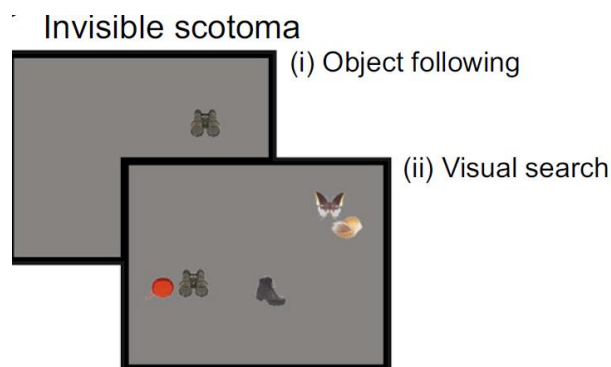 Invisible scotoma
(i) Object following
(ii) Visual search